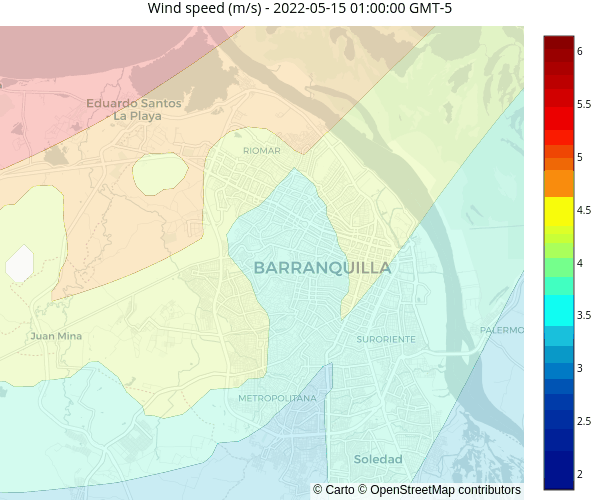 Wind speed (m/s) - 2022-05-15 01:00:00 GMT-5
Eduardo Santos
La Playa
RIOMAR
BARRANQUILLA
Juan Mina
SURORIENTE
PALERMO
METROPOLITANA
Soledad
© Carto © OpenStreetMap contributors
6
5.5
5
4.5
4
3.5
3
2.5
2